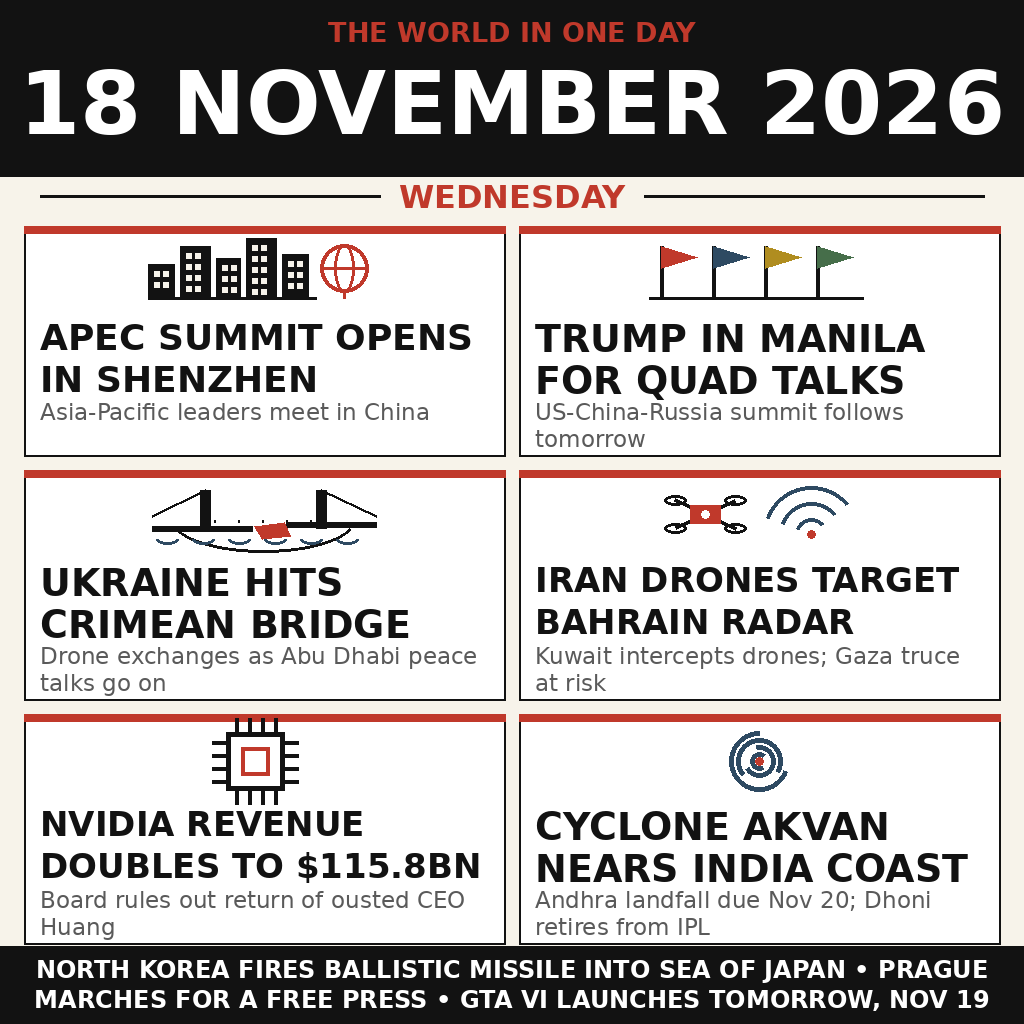 THE WORLD IN ONE DAY
18 NOVEMBER 2026
WEDNESDAY
APEC SUMMIT OPENS
IN SHENZHEN
Asia-Pacific leaders meet in China
TRUMP IN MANILA
FOR QUAD TALKS
US-China-Russia summit follows
tomorrow
UKRAINE HITS
CRIMEAN BRIDGE
Drone exchanges as Abu Dhabi peace
talks go on
IRAN DRONES TARGET
BAHRAIN RADAR
Kuwait intercepts drones; Gaza truce
at risk
NVIDIA REVENUE
DOUBLES TO $115.8BN
Board rules out return of ousted CEO
Huang
CYCLONE AKVAN
NEARS INDIA COAST
Andhra landfall due Nov 20; Dhoni
retires from IPL
NORTH KOREA FIRES BALLISTIC MISSILE INTO SEA OF JAPAN • PRAGUE
MARCHES FOR A FREE PRESS • GTA VI LAUNCHES TOMORROW, NOV 19